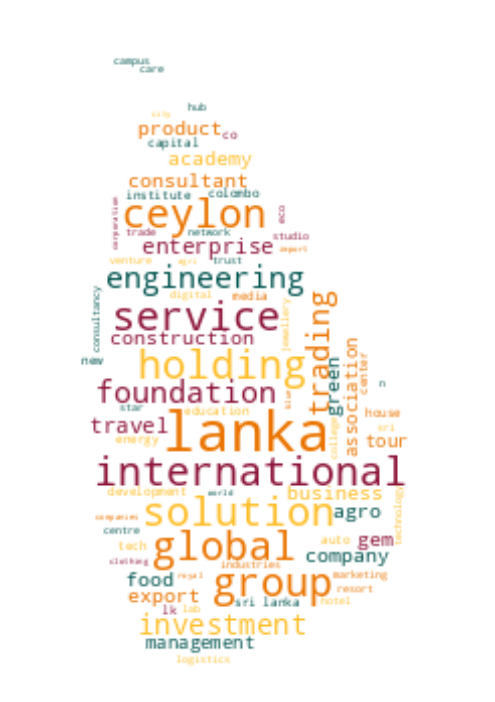 campus
care
hub
city
product
co
capital
academy
consultant
institute
colombo
corporation
ceylon
eco
trade
network
studio
enterprise
import
venture
agri
trust
engineering
digital
media
consultancy
service
jewellery
trading
construction
new
holding
green
association
center
foundation
n
star
education
house
travel
lanka
college
sri
energy
tour
international
development
world
business
technology
companies
solution
agro
centre
tech
global
auto
gem
clothing
industries
company
food
royal
group
marketing
export
resort
lk
lab
sri lanka
hotel
investment
management
logistics